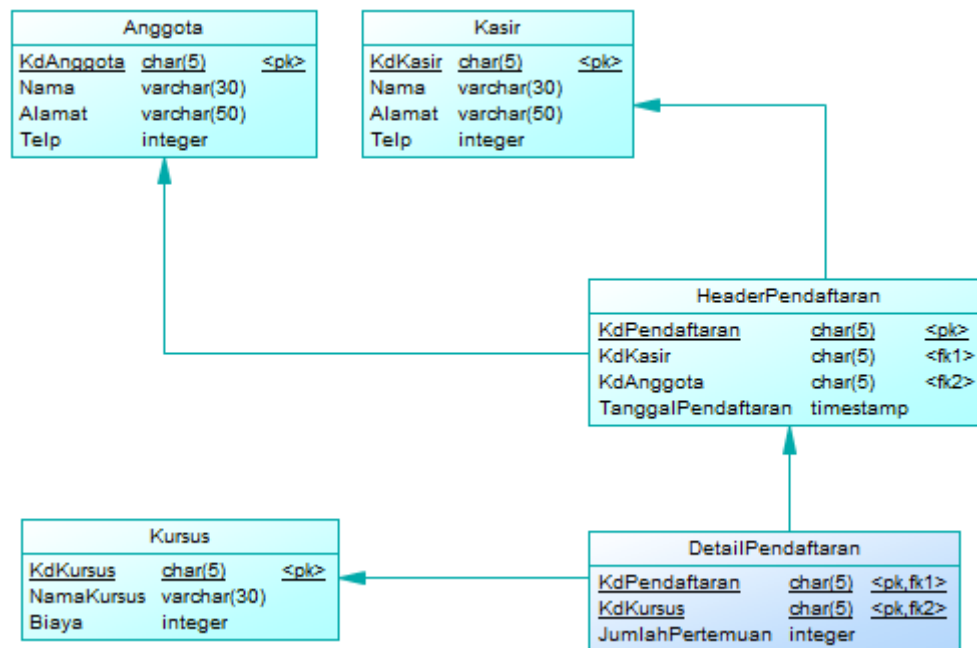 Anggota
KdAnggota char(5) <pk>
Nama varchar(30)
Alamat varchar(50)
Telp integer
Kasir
KdKasir char(5) <pk>
Nama varchar(30)
Alamat varchar(50)
Telp integer
HeaderPendaftaran
KdPendaftaran char(5) <pk>
KdKasir char(5) <fk1>
KdAnggota char(5) <fk2>
TanggalPendaftaran timestamp
Kursus
KdKursus char(5) <pk>
NamaKursus varchar(30)
Biaya integer
DetailPendaftaran
KdPendaftaran char(5) <pk,fk1>
KdKursus char(5) <pk,fk2>
JumlahPertemuan integer